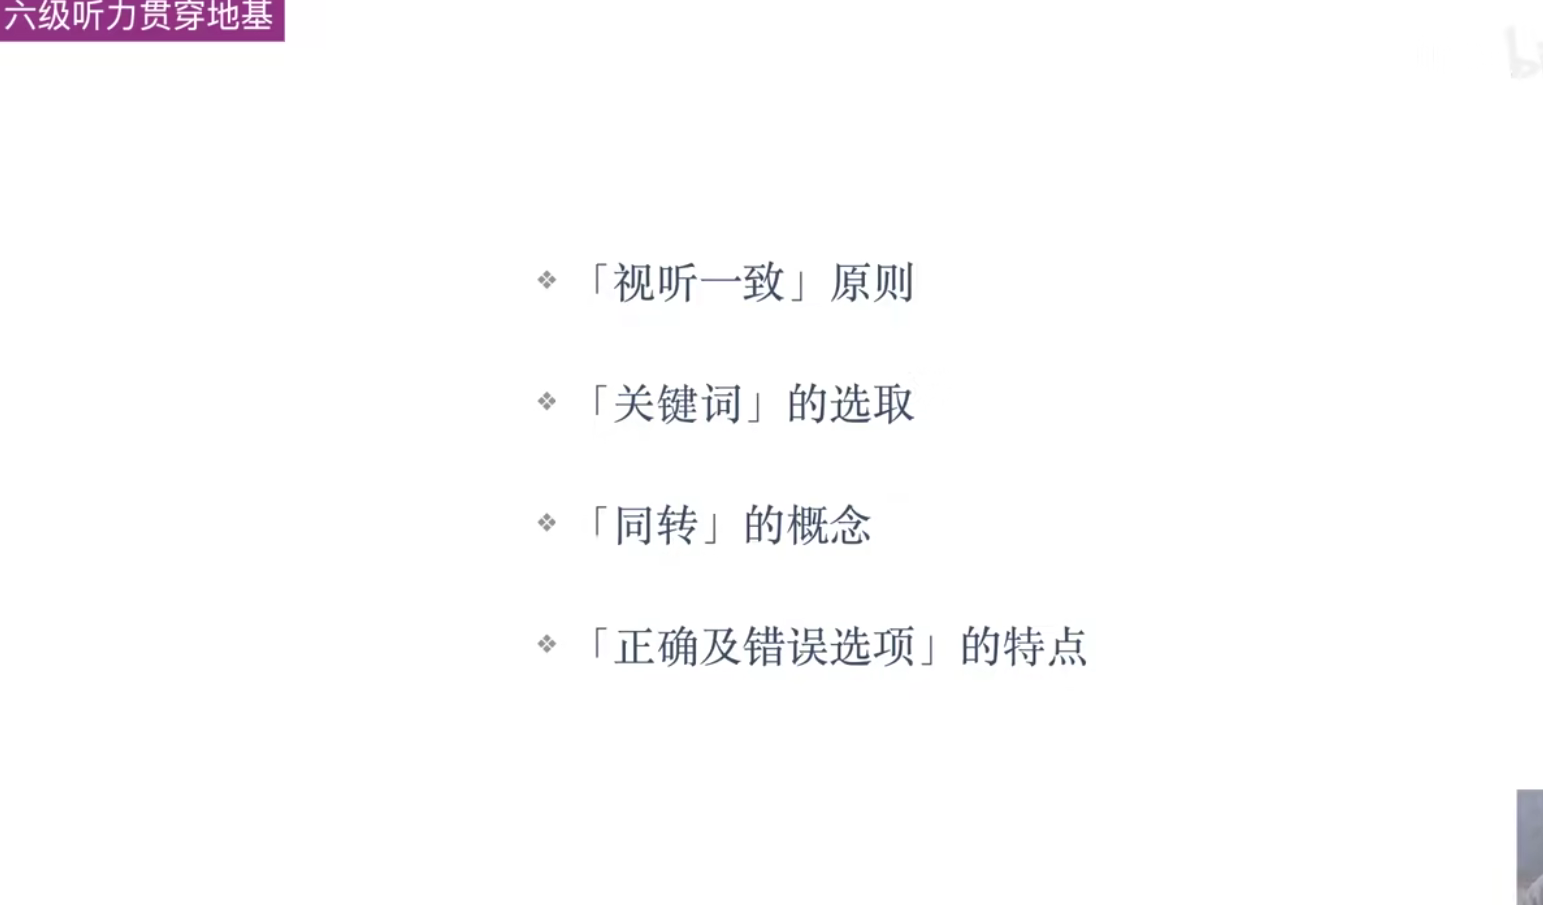 六级听力贯穿地基
「视听一致」原则
「关键词」的选取
「同转」的概念
「正确及错误选项」的特点